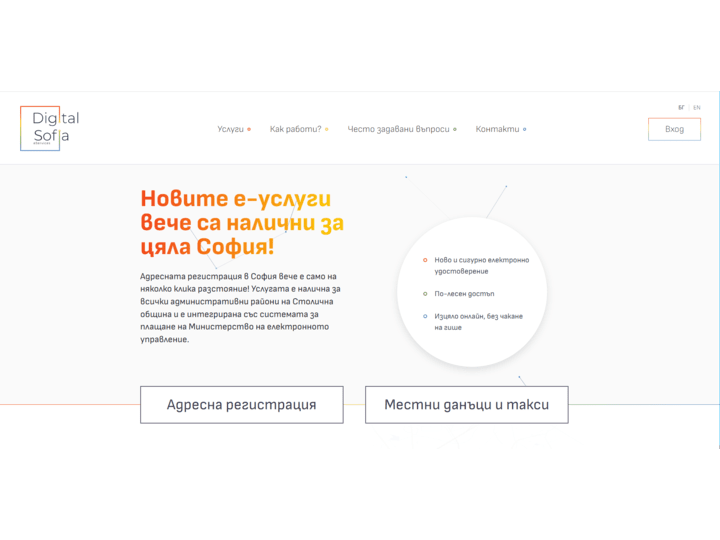 Digital
Sofia
SERVICES
Услуги
Как работи?
Често задавани въпроси
Контакти
БГ | EN
Вход
Новите е-услуги
вече са налични за
цяла София!
Адресната регистрация в София вече е само на
няколко клика разстояние! Услугата е налична за
всички административни райони на Столична
община и е интегрирана със системата за
плащане на Министерство на електронното
управление.
Ново и сигурно електронно
удостоверение
По-лесен достъп
Изцяло онлайн, без чакане
на гише
Адресна регистрация
Местни данъци и такси